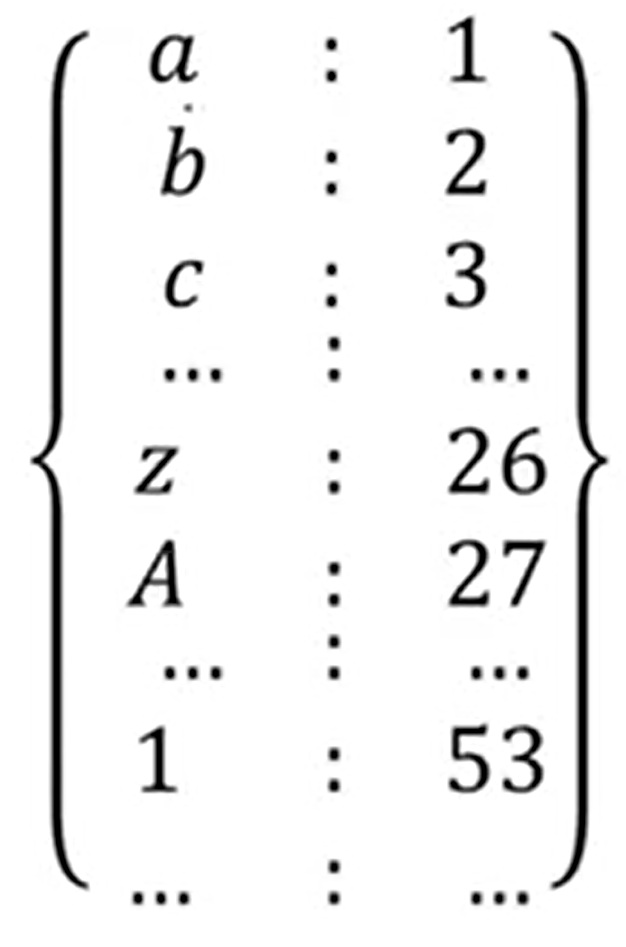 a : 1
b : 2
c : 3
... : ...
z : 26
A : 27
... : ...
1 : 53
... : ...